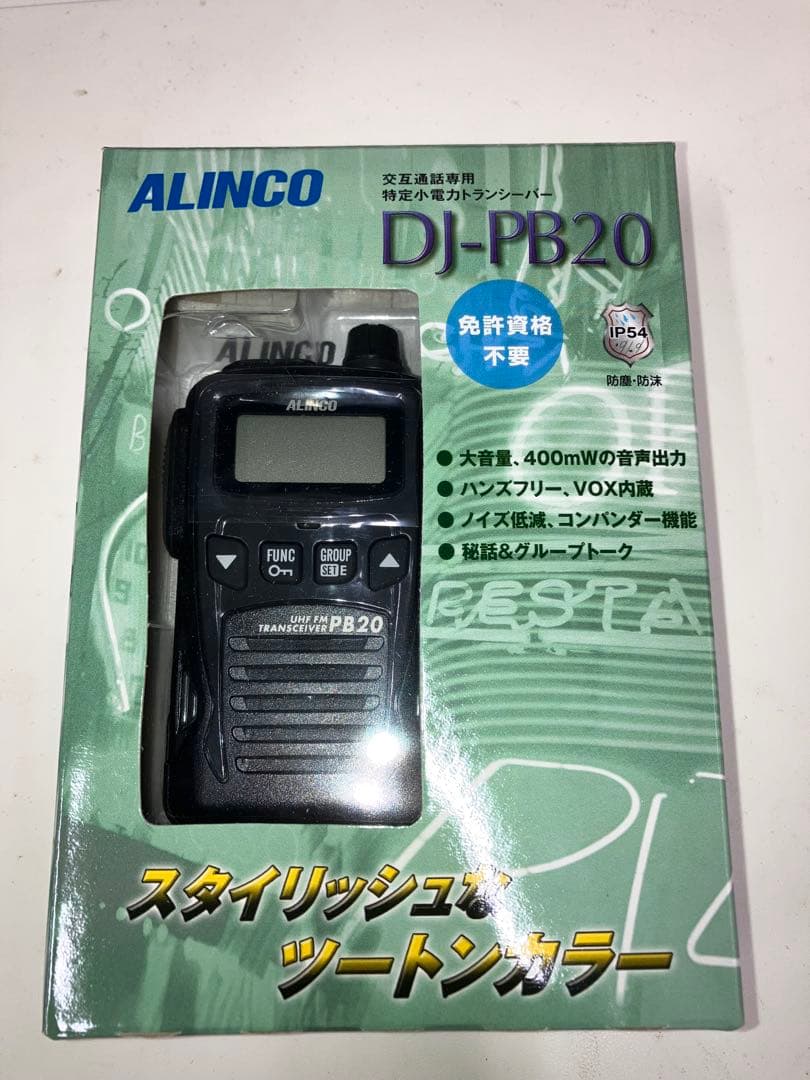 ALINCO
交互通話専用
特定小電力トランシーバー
DJ-PB20
免許資格
不要
IP54
防塵・防沫
ALINCO
ALINCO
● 大音量、400mWの音声出力
● ハンズフリー、VOX内蔵
● ノイズ低減、コンパンダー機能
● 秘話&グループトーク
▼
FUNC
GROUP
SET E
▲
UHF FM
TRANSCEIVER PB20
RESTA
スタイリッシュな
ツートンカラー